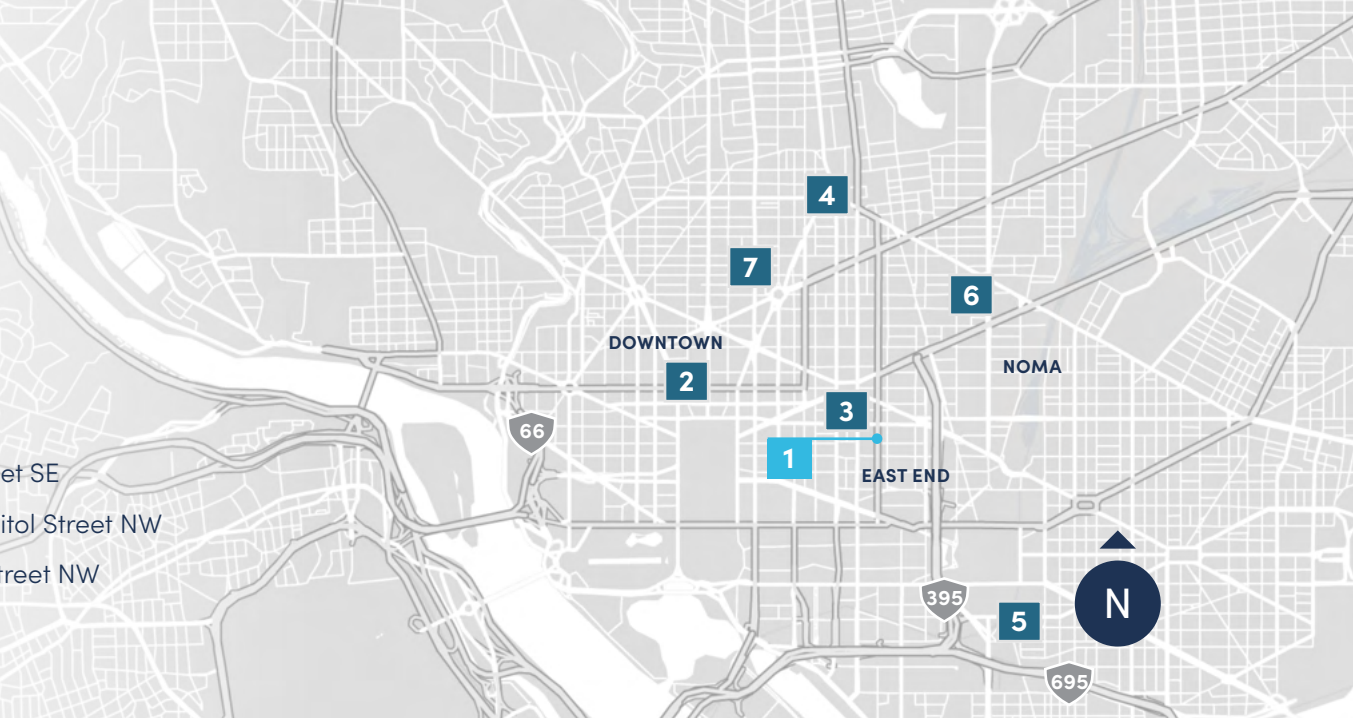 4
7
6
DOWNTOWN
NOMA
2
3
66
1
EAST END
et SE
itol Street NW
treet NW
395
5
N
695